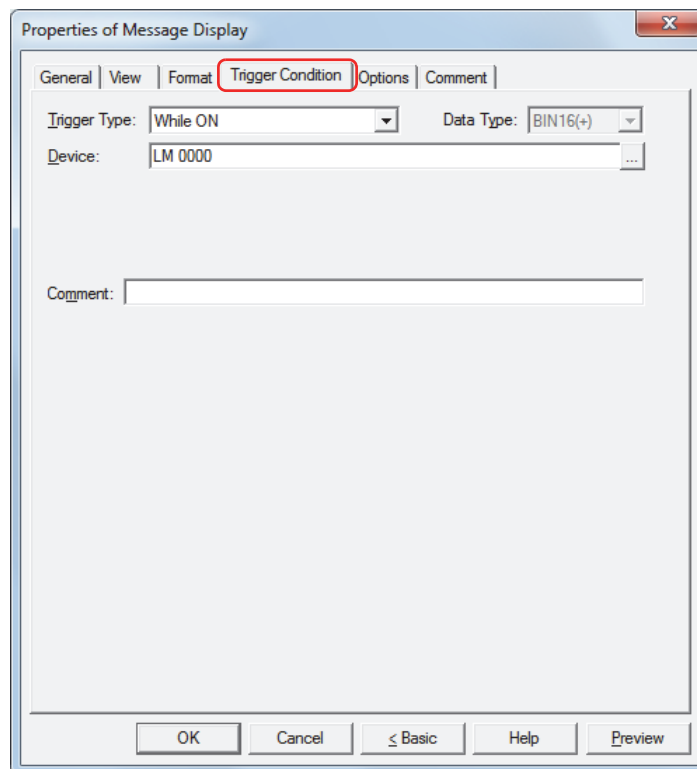 Properties of Message Display
General View Format Trigger Condition Options Comment
Trigger Type: While ON Data Type: BIN16(+)
Device: LM 0000 ...
Comment:
OK Cancel < Basic Help Preview